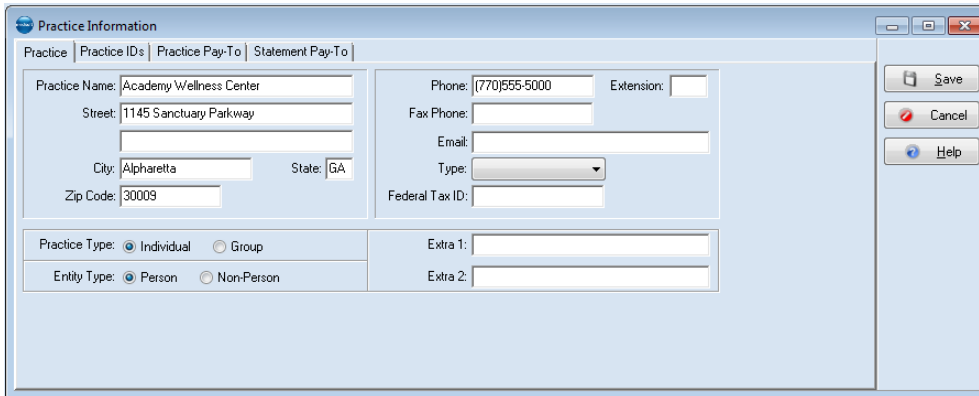 Practice Information
Practice Practice IDs Practice Pay-To Statement Pay-To
Practice Name: Academy Wellness Center
Street: 1145 Sanctuary Parkway
City: Alpharetta State: GA
Zip Code: 30009
Phone: (770)555-5000 Extension:
Fax Phone:
Email:
Type:
Federal Tax ID:
Practice Type: Individual Group
Entity Type: Person Non-Person
Extra 1:
Extra 2:
Save
Cancel
Help